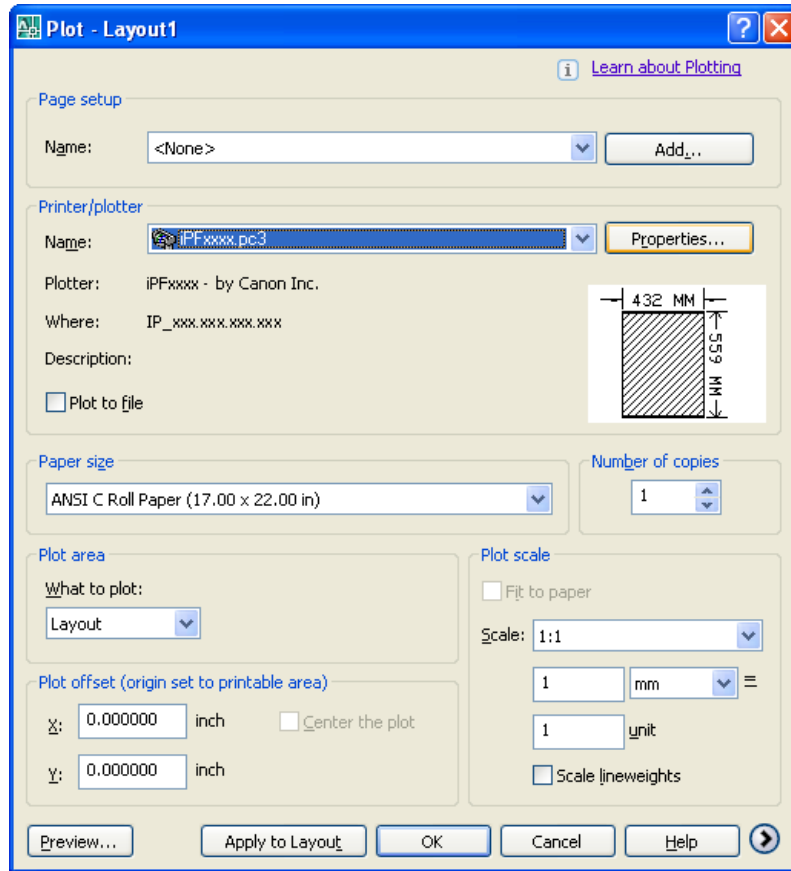 Plot - Layout1
Learn about Plotting
Page setup
Name: <None> Add...
Printer/plotter
Name: iPFxxxx.pc3 Properties...
Plotter: iPFxxxx - by Canon Inc.
Where: IP_xxx.xxx.xxx.xxx
Description:
Plot to file
432 MM
559 MM
Paper size
ANSI C Roll Paper (17.00 x 22.00 in)
Number of copies
1
Plot area
What to plot:
Layout
Plot offset (origin set to printable area)
X: 0.000000 inch Center the plot
Y: 0.000000 inch
Plot scale
Fit to paper
Scale: 1:1
1 mm =
1 unit
Scale lineweights
Preview... Apply to Layout OK Cancel Help